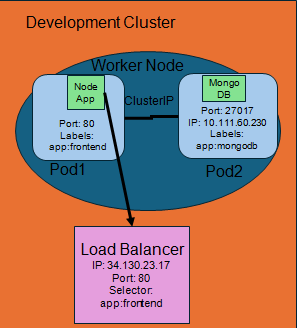 Development Cluster
Worker Node
Node
App
Port: 80
Labels:
app:frontend
Pod1
ClusterIP
Mongo
DB
Port: 27017
IP: 10.111.60.230
Labels:
app:mongodb
Pod2
Load Balancer
IP: 34.130.23.17
Port: 80
Selector:
app:frontend